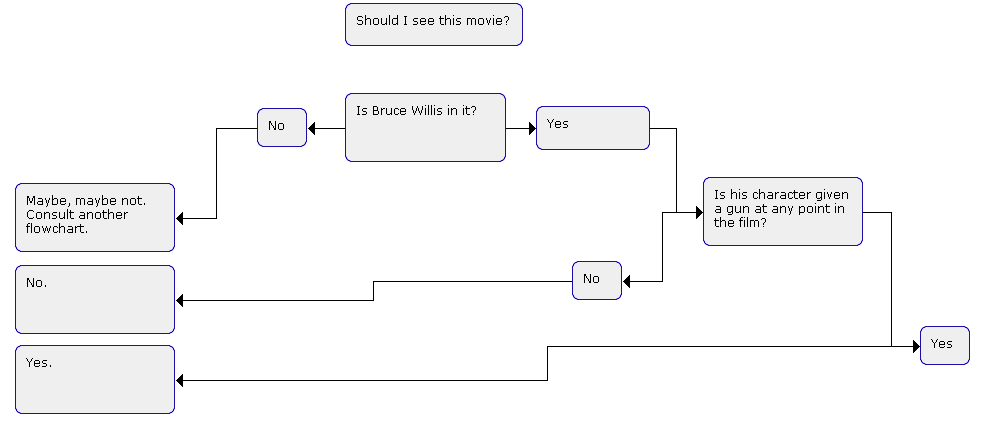 Should I see this movie?
Is Bruce Willis in it?
No
Yes
Maybe, maybe not.
Consult another
flowchart.
Is his character given
a gun at any point in
the film?
No.
No
Yes
Yes.